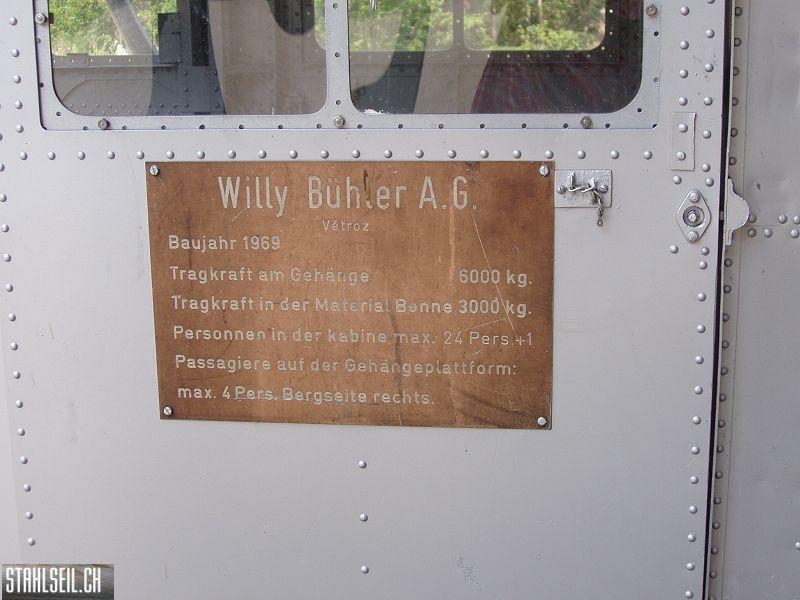 Willy Bühler A.G.
Vétroz
Baujahr 1969
Tragkraft am Gehänge 6000 kg.
Tragkraft in der Material Benne 3000 kg.
Personnen in der kabine max. 24 Pers.+1
Passagiere auf der Gehängeplattform:
max. 4 Pers. Bergseite rechts.
STAHLSEIL.CH